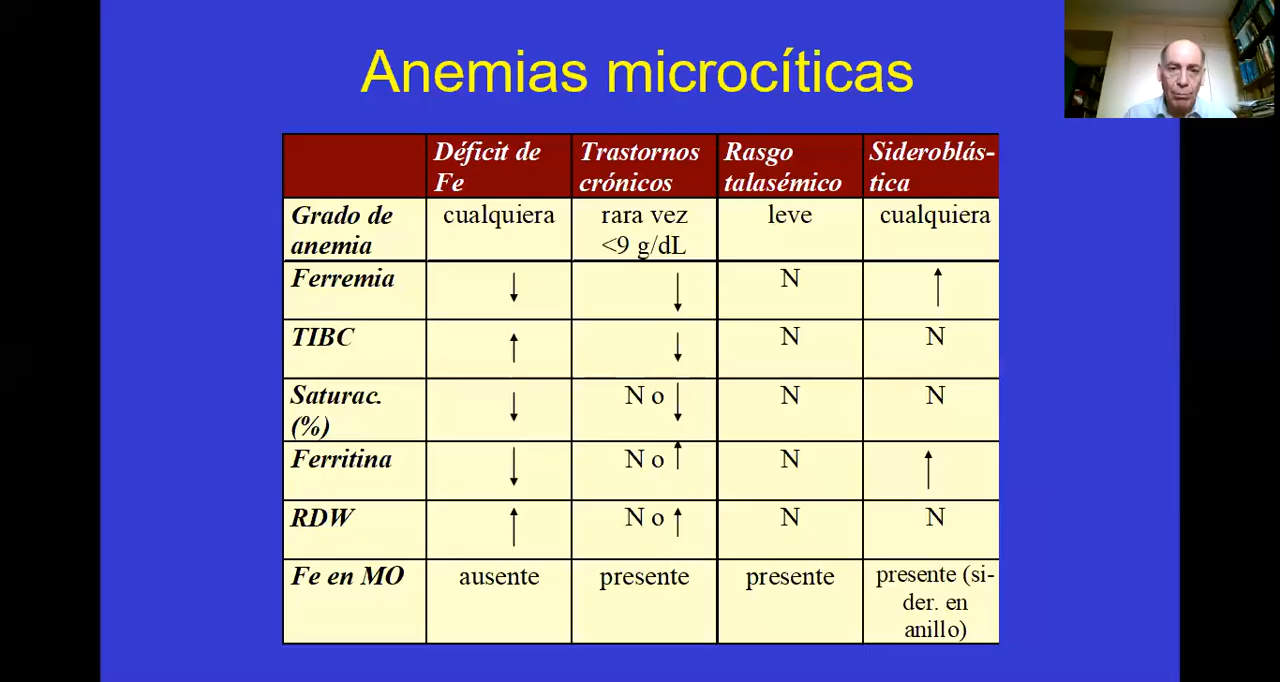 Anemias microcíticas
Déficit de Trastornos Rasgo Sideroblás-
Fe crónicos talasémico tica
Grado de cualquiera rara vez leve cualquiera
anemia <9 g/dL
Ferremia ↓ ↓ N ↑
TIBC ↑ ↓ N N
Saturac. ↓ N o ↓ N N
(%)
Ferritina ↓ N o ↑ N ↑
RDW ↑ N o ↑ N N
Fe en MO ausente presente presente presente (si-
der. en
anillo)